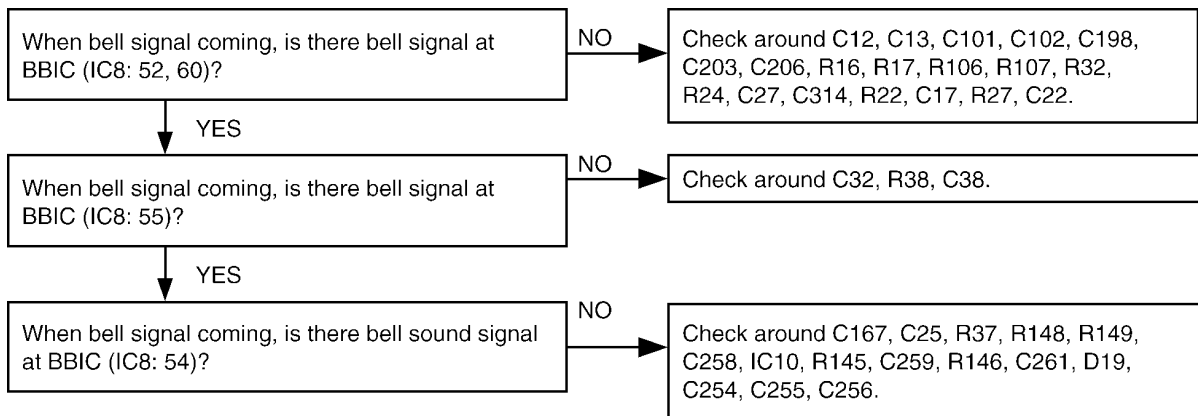 When bell signal coming, is there bell signal at
BBIC (IC8: 52, 60)?
NO
Check around C12, C13, C101, C102, C198,
C203, C206, R16, R17, R106, R107, R32,
R24, C27, C314, R22, C17, R27, C22.
YES
When bell signal coming, is there bell signal at
BBIC (IC8: 55)?
NO
Check around C32, R38, C38.
YES
When bell signal coming, is there bell sound signal
at BBIC (IC8: 54)?
NO
Check around C167, C25, R37, R148, R149,
C258, IC10, R145, C259, R146, C261, D19,
C254, C255, C256.